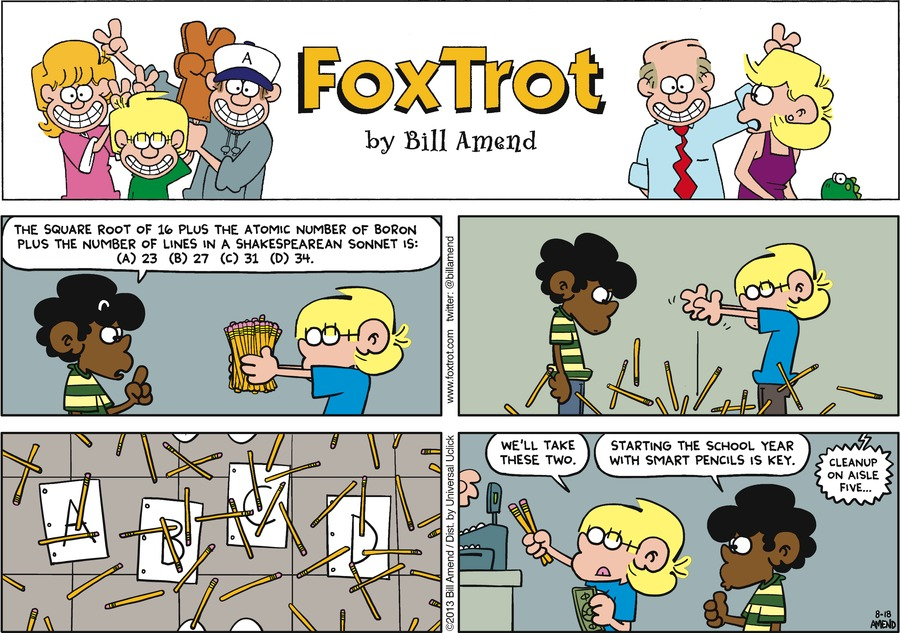 A
FoxTrot
by Bill Amend
THE SQUARE ROOT OF 16 PLUS THE ATOMIC NUMBER OF BORON
PLUS THE NUMBER OF LINES IN A SHAKESPEAREAN SONNET IS:
(A) 23 (B) 27 (C) 31 (D) 34.
www.foxtrot.com twitter: @billamend
A
B
C
D
©2013 Bill Amend / Dist. by Universal Uclick
WE'LL TAKE
THESE TWO.
STARTING THE SCHOOL YEAR
WITH SMART PENCILS IS KEY.
CLEANUP
ON AISLE
FIVE...
8-18
AMEND